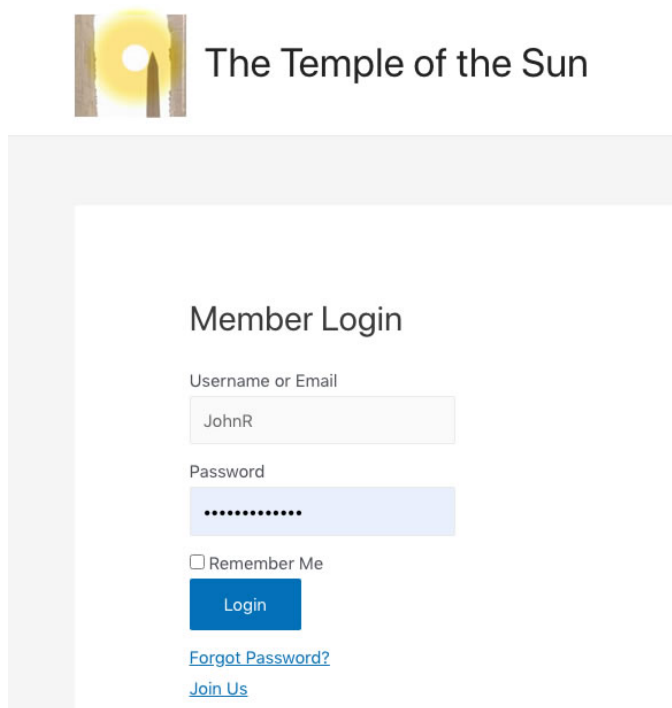 The Temple of the Sun
Member Login
Username or Email
JohnR
Password
•••••••••••••
Remember Me
Login
Forgot Password?
Join Us